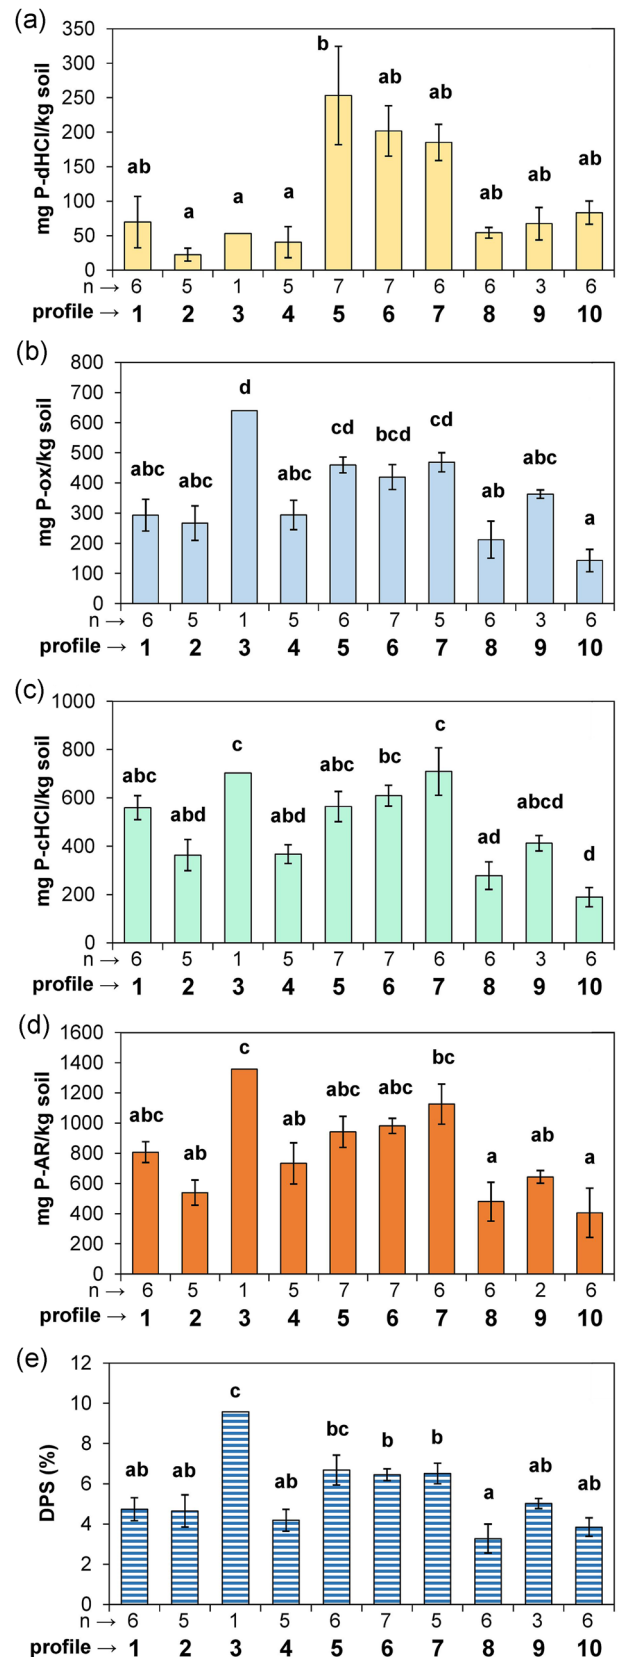 (a)
mg P-dHCl/kg soil
350
300
250
200
150
100
50
0
ab a a a b ab ab ab ab ab
n → 6 5 1 5 7 7 6 6 3 6
profile → 1 2 3 4 5 6 7 8 9 10
(b)
mg P-ox/kg soil
800
700
600
500
400
300
200
100
0
abc abc d abc cd bcd cd ab abc a
n → 6 5 1 5 6 7 5 6 3 6
profile → 1 2 3 4 5 6 7 8 9 10
(c)
mg P-cHCl/kg soil
1000
800
600
400
200
0
abc abd c abd abc bc c ad abcd d
n → 6 5 1 5 7 7 6 6 3 6
profile → 1 2 3 4 5 6 7 8 9 10
(d)
mg P-AR/kg soil
1600
1400
1200
1000
800
600
400
200
0
abc ab c ab abc abc bc a ab a
n → 6 5 1 5 7 7 6 6 2 6
profile → 1 2 3 4 5 6 7 8 9 10
(e)
DPS (%)
12
10
8
6
4
2
0
ab ab c ab bc b b a ab ab
n → 6 5 1 5 6 7 5 6 3 6
profile → 1 2 3 4 5 6 7 8 9 10